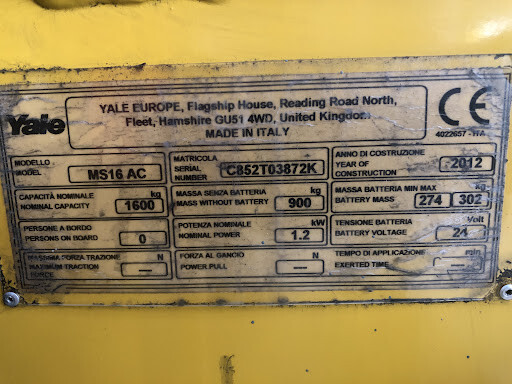 Yale
YALE EUROPE, Flagship House, Reading Road North,
Fleet, Hamshire GU51 4WD, United Kingdom
MADE IN ITALY
CE
4022657 - ITA
MODELLO
MODEL
MS16 AC
MATRICOLA
SERIAL
NUMBER
C852T03872K
ANNO DI COSTRUZIONE
YEAR OF
CONSTRUCTION
2012
CAPACITÀ NOMINALE
NOMINAL CAPACITY
kg
1600
MASSA SENZA BATTERIA
MASS WITHOUT BATTERY
kg
900
MASSA BATTERIA MIN MAX
BATTERY MASS
kg
274 302
PERSONE A BORDO
PERSONS ON BOARD
0
POTENZA NOMINALE
NOMINAL POWER
kW
1.2
TENSIONE BATTERIA
BATTERY VOLTAGE
Volt
24
MASSIMA FORZA TRAZIONE
MAXIMUM TRACTION
FORCE
N
—
FORZA AL GANCIO
POWER PULL
N
—
TEMPO DI APPLICAZIONE
EXERTED TIME
min
—